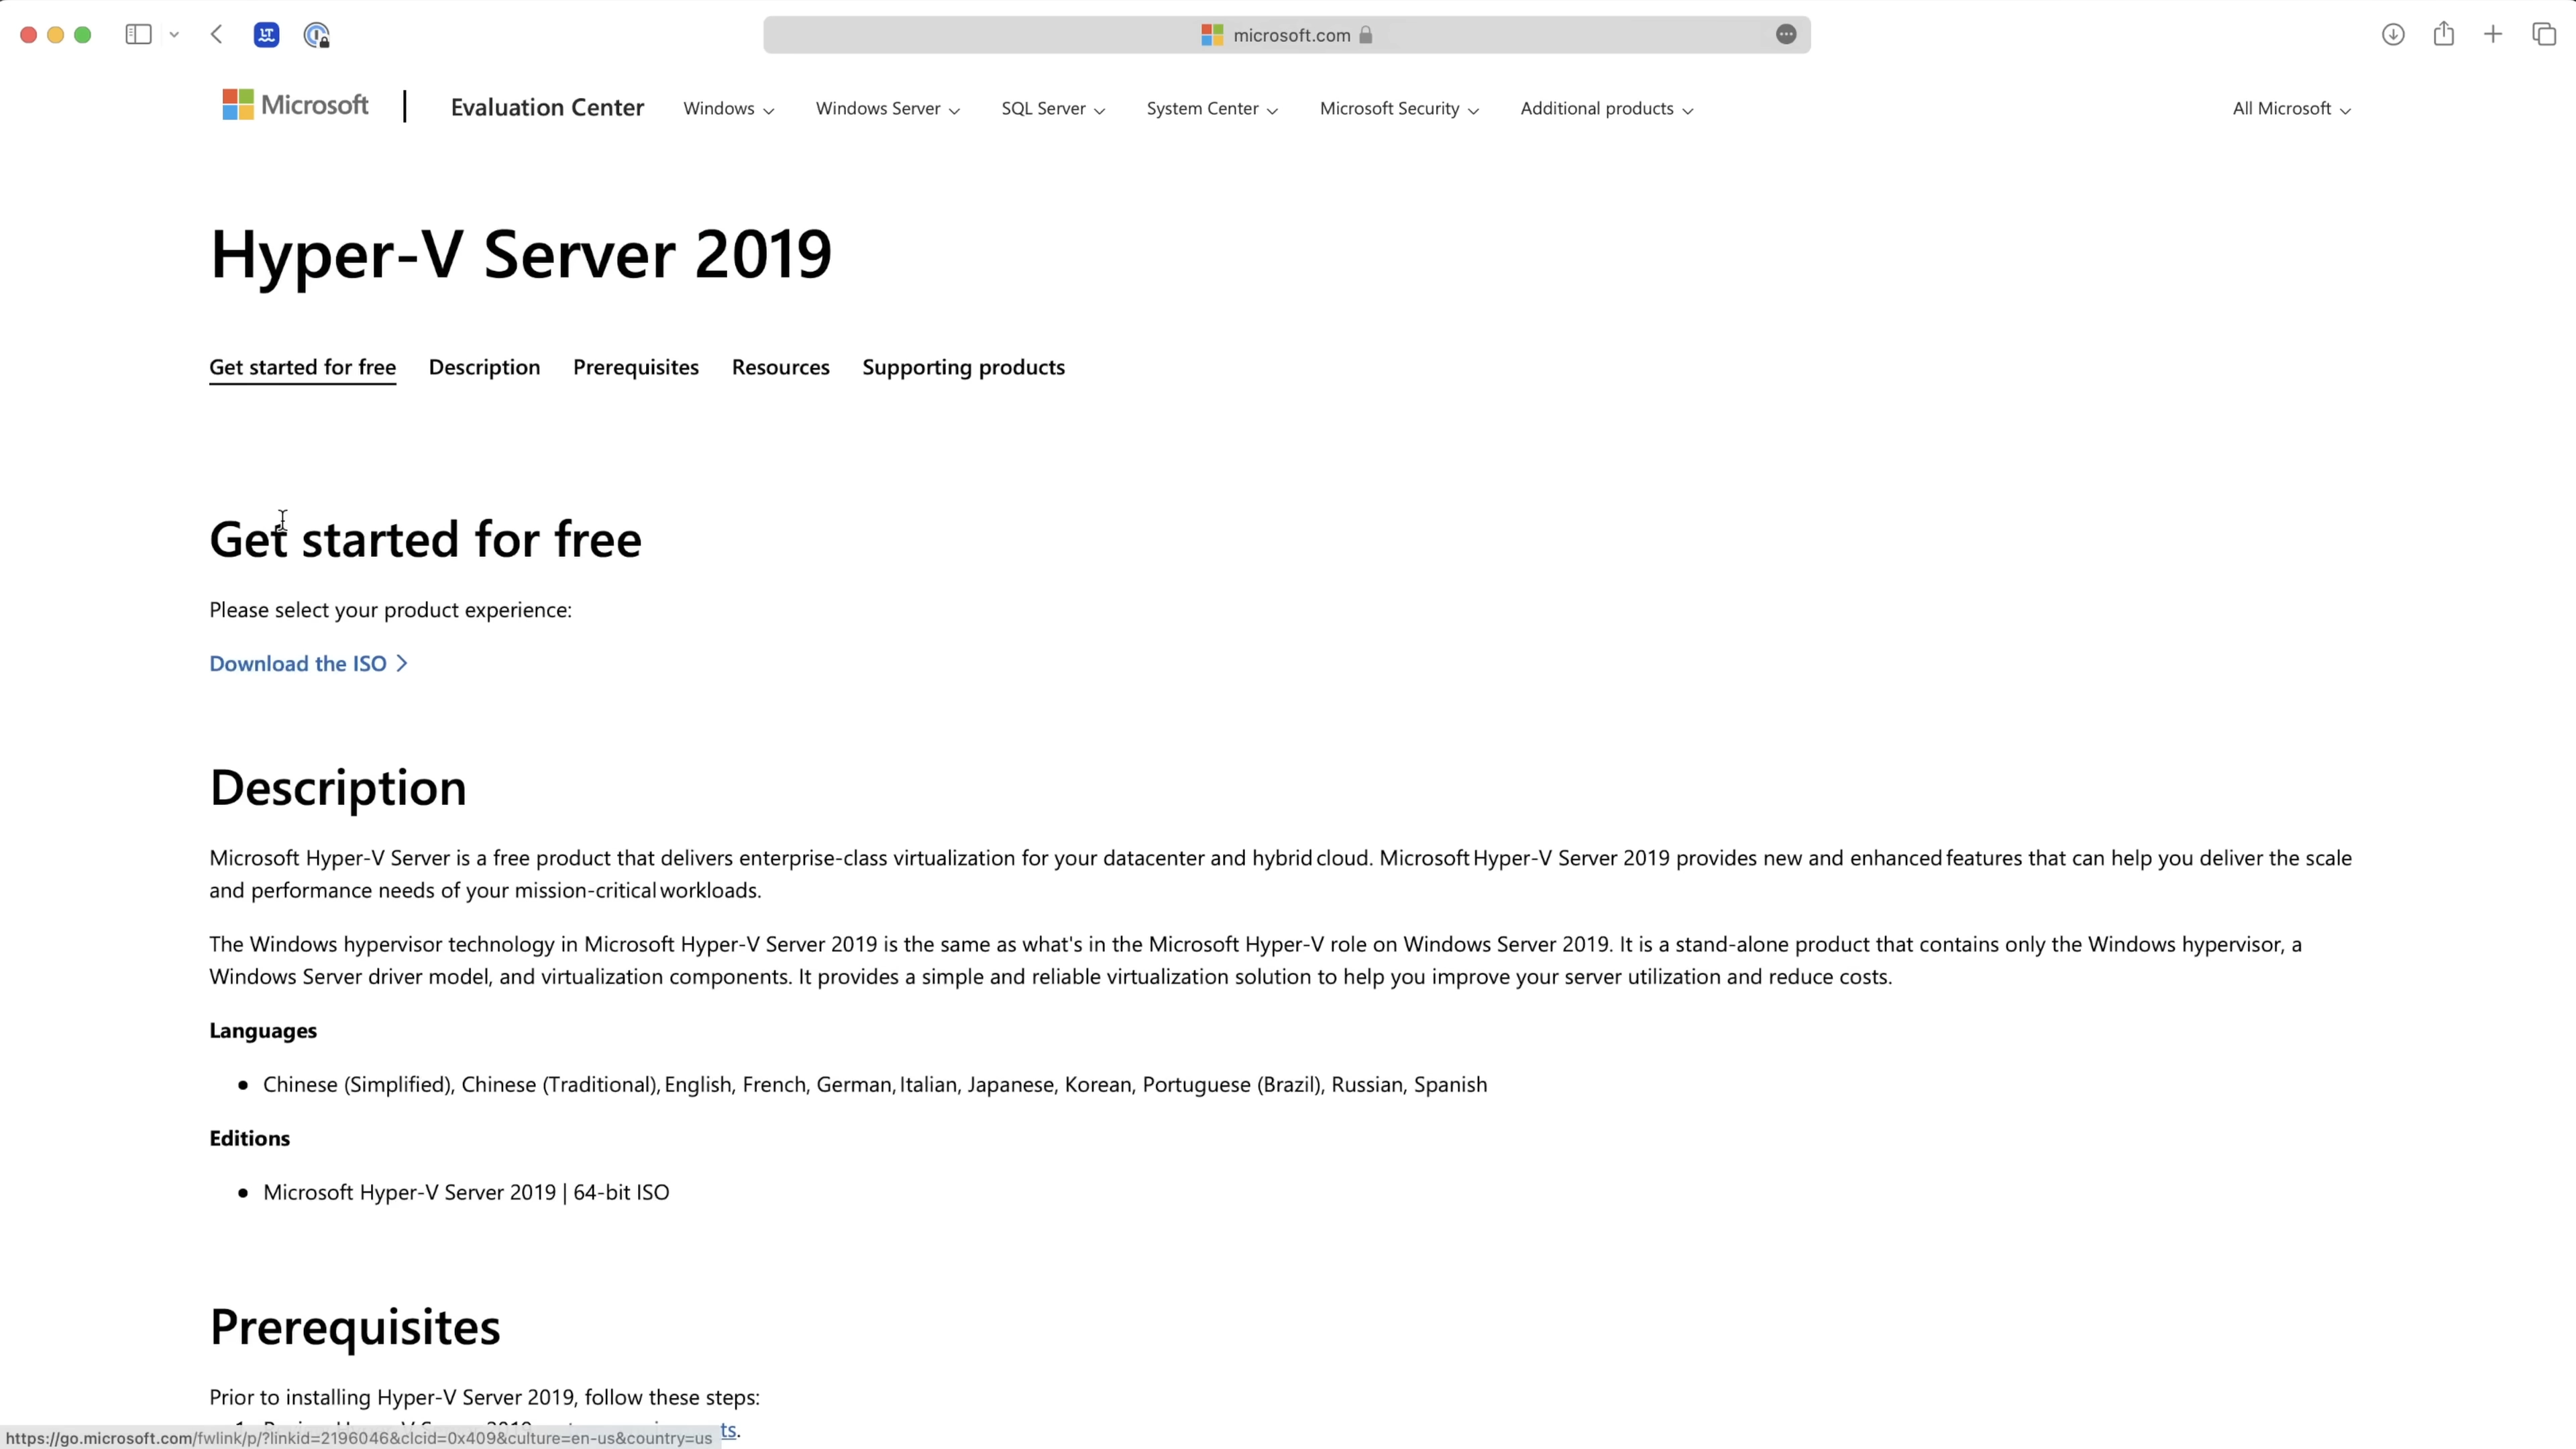 microsoft.com
Microsoft
Evaluation Center Windows Windows Server SQL Server System Center Microsoft Security Additional products All Microsoft
Hyper-V Server 2019
Get started for free Description Prerequisites Resources Supporting products
Get started for free
Please select your product experience:
Download the ISO
Description
Microsoft Hyper-V Server is a free product that delivers enterprise-class virtualization for your datacenter and hybrid cloud. Microsoft Hyper-V Server 2019 provides new and enhanced features that can help you deliver the scale
and performance needs of your mission-critical workloads.
The Windows hypervisor technology in Microsoft Hyper-V Server 2019 is the same as what's in the Microsoft Hyper-V role on Windows Server 2019. It is a stand-alone product that contains only the Windows hypervisor, a
Windows Server driver model, and virtualization components. It provides a simple and reliable virtualization solution to help you improve your server utilization and reduce costs.
Languages
Chinese (Simplified), Chinese (Traditional), English, French, German, Italian, Japanese, Korean, Portuguese (Brazil), Russian, Spanish
Editions
Microsoft Hyper-V Server 2019 | 64-bit ISO
Prerequisites
Prior to installing Hyper-V Server 2019, follow these steps:
https://go.microsoft.com/fwlink/p/?linkid=2196046&clcid=0x409&culture=en-us&country=us